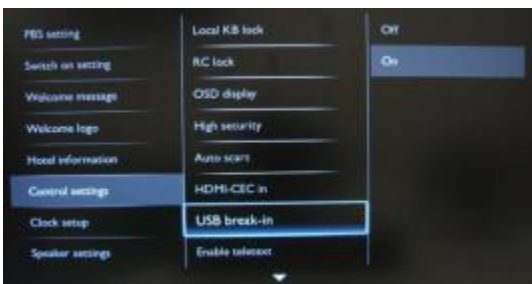 PBS setting
Switch on setting
Welcome message
Welcome logo
Hotel information
Control settings
Clock setup
Speaker settings
Local KB lock
RC lock
OSD display
High security
Auto scart
HDMI-CEC in
USB break-in
Enable teletext
Off
On